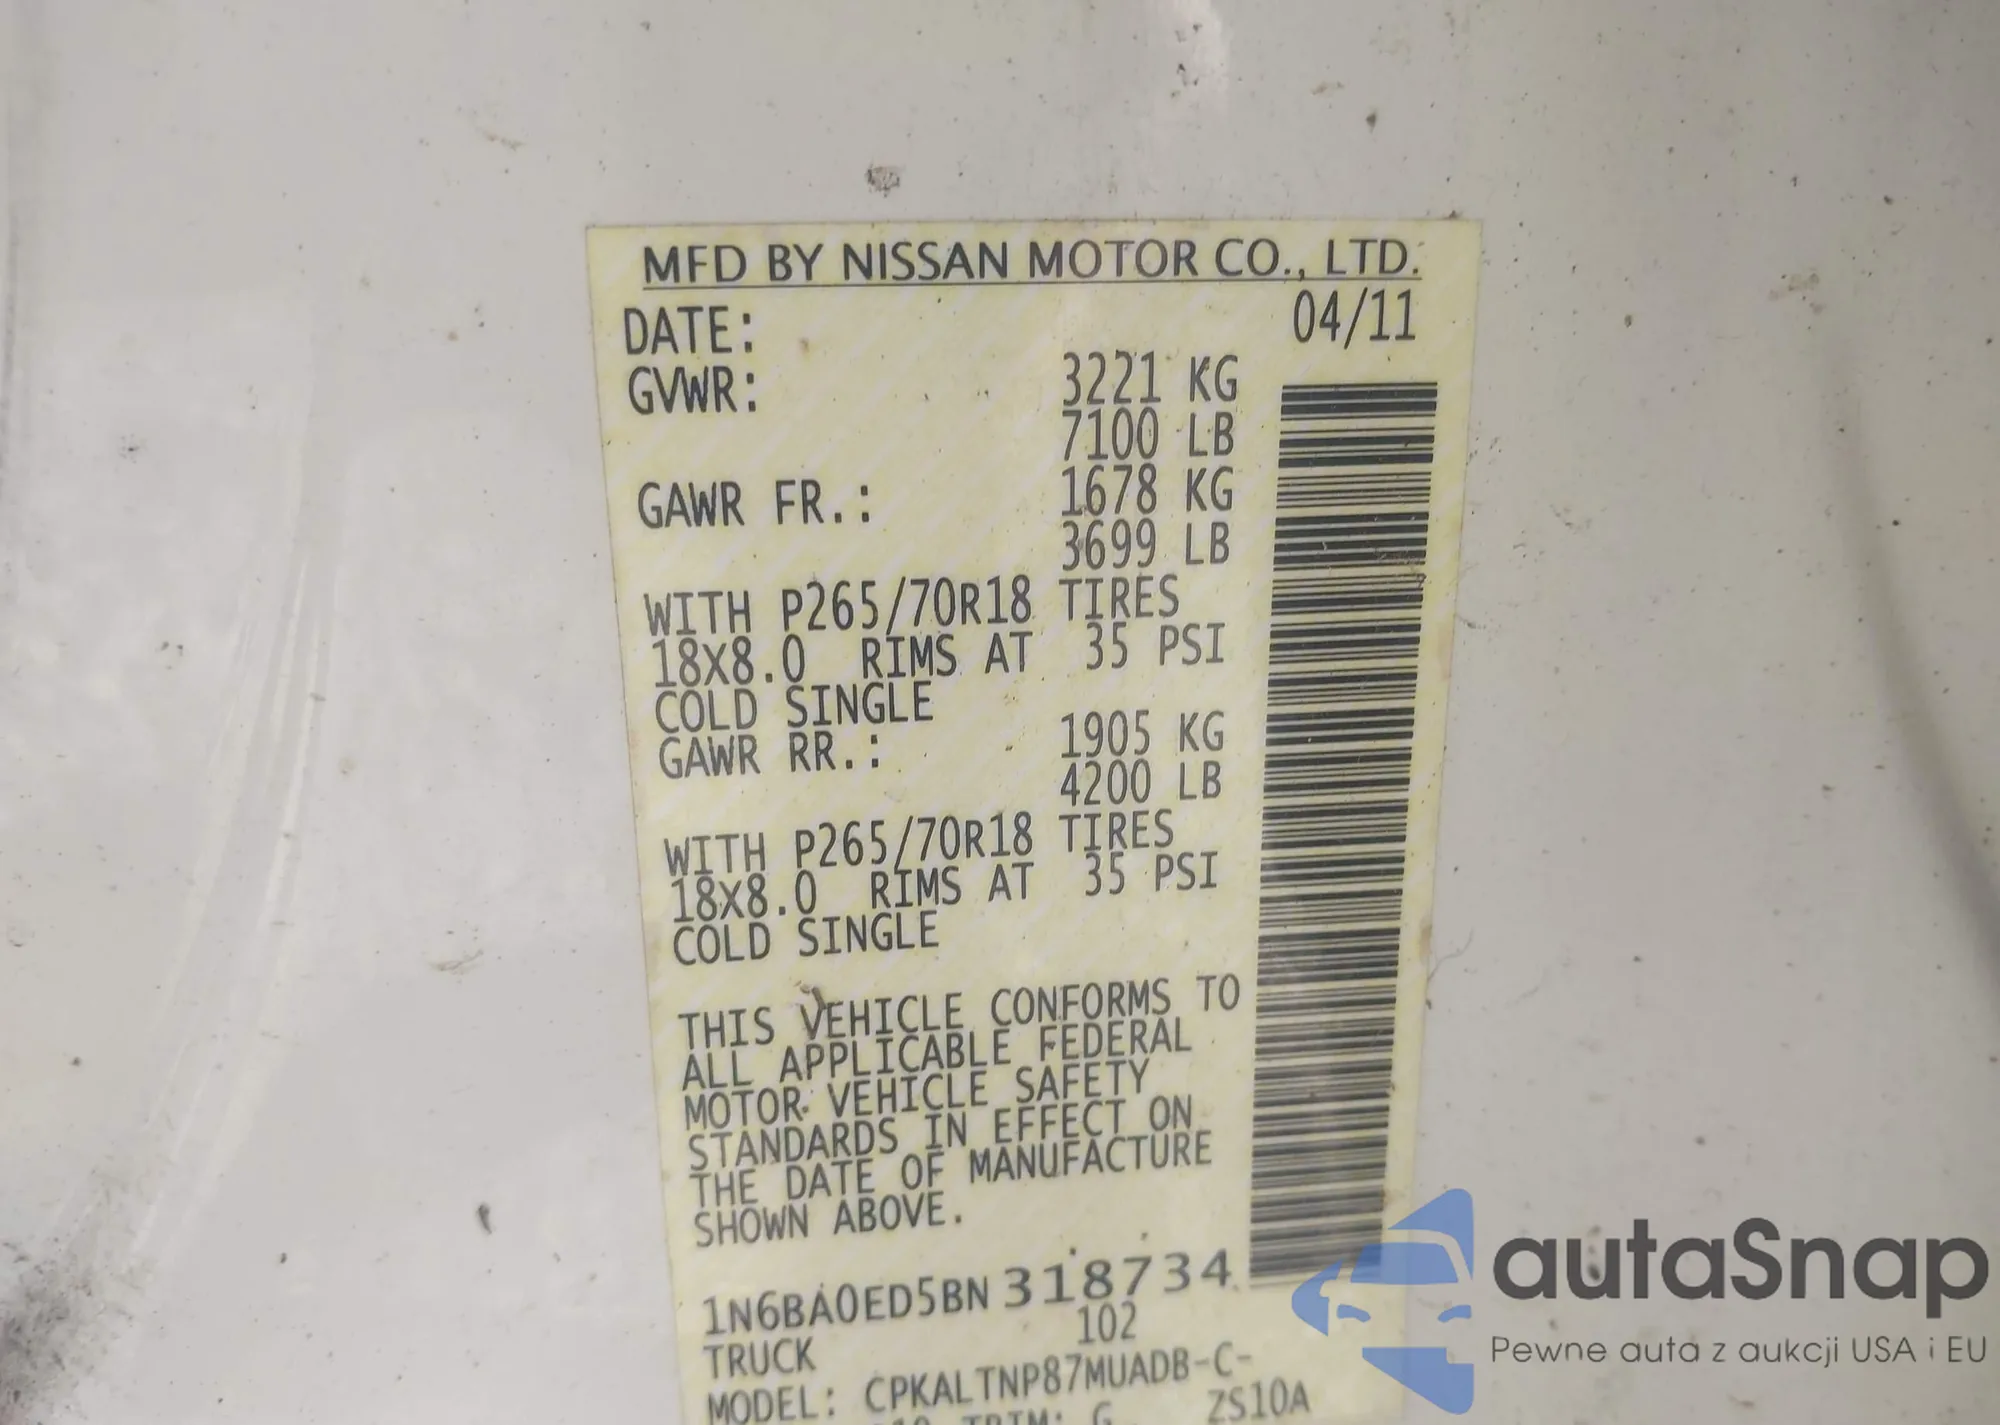 MFD BY NISSAN MOTOR CO., LTD.
DATE: 04/11
GVWR: 3221 KG
7100 LB
GAWR FR.: 1678 KG
3699 LB
WITH P265/70R18 TIRES
18X8.0 RIMS AT 35 PSI
COLD SINGLE
GAWR RR.: 1905 KG
4200 LB
WITH P265/70R18 TIRES
18X8.0 RIMS AT 35 PSI
COLD SINGLE
THIS VEHICLE CONFORMS TO
ALL APPLICABLE FEDERAL
MOTOR VEHICLE SAFETY
STANDARDS IN EFFECT ON
THE DATE OF MANUFACTURE
SHOWN ABOVE.
1N6BA0ED5BN318734
TRUCK 102
MODEL: CPKALTNP87MUADB-C-
ZS10A
TRIM: G
autaSnap
Pewne auta z aukcji USA i EU